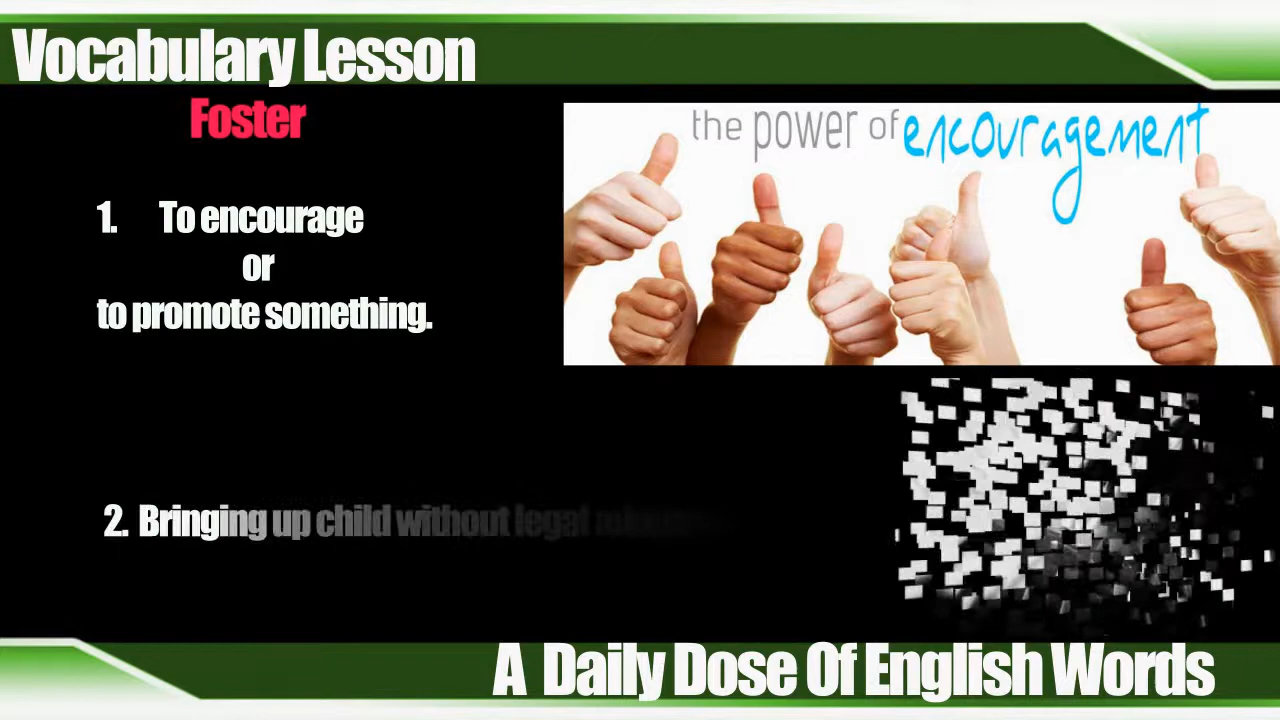 Vocabulary Lesson
Foster
the power of encouragement
1. To encourage
or
to promote something.
2. Bringing up child without legal
A Daily Dose Of English Words